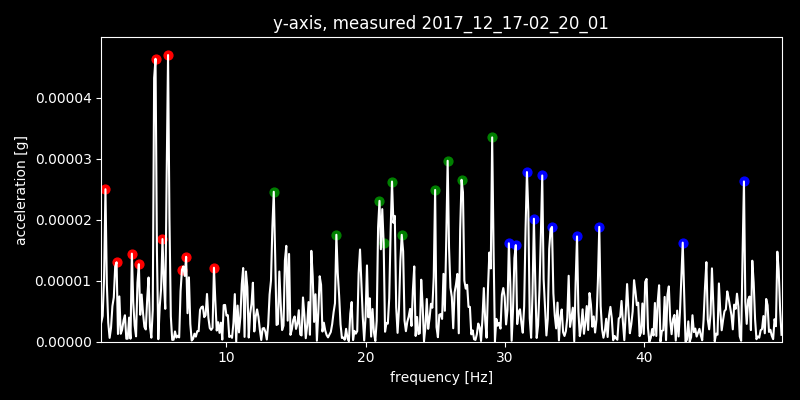 y-axis, measured 2017_12_17-02_20_01
acceleration [g]
0.00004
0.00003
0.00002
0.00001
0.00000
10 20 30 40
frequency [Hz]